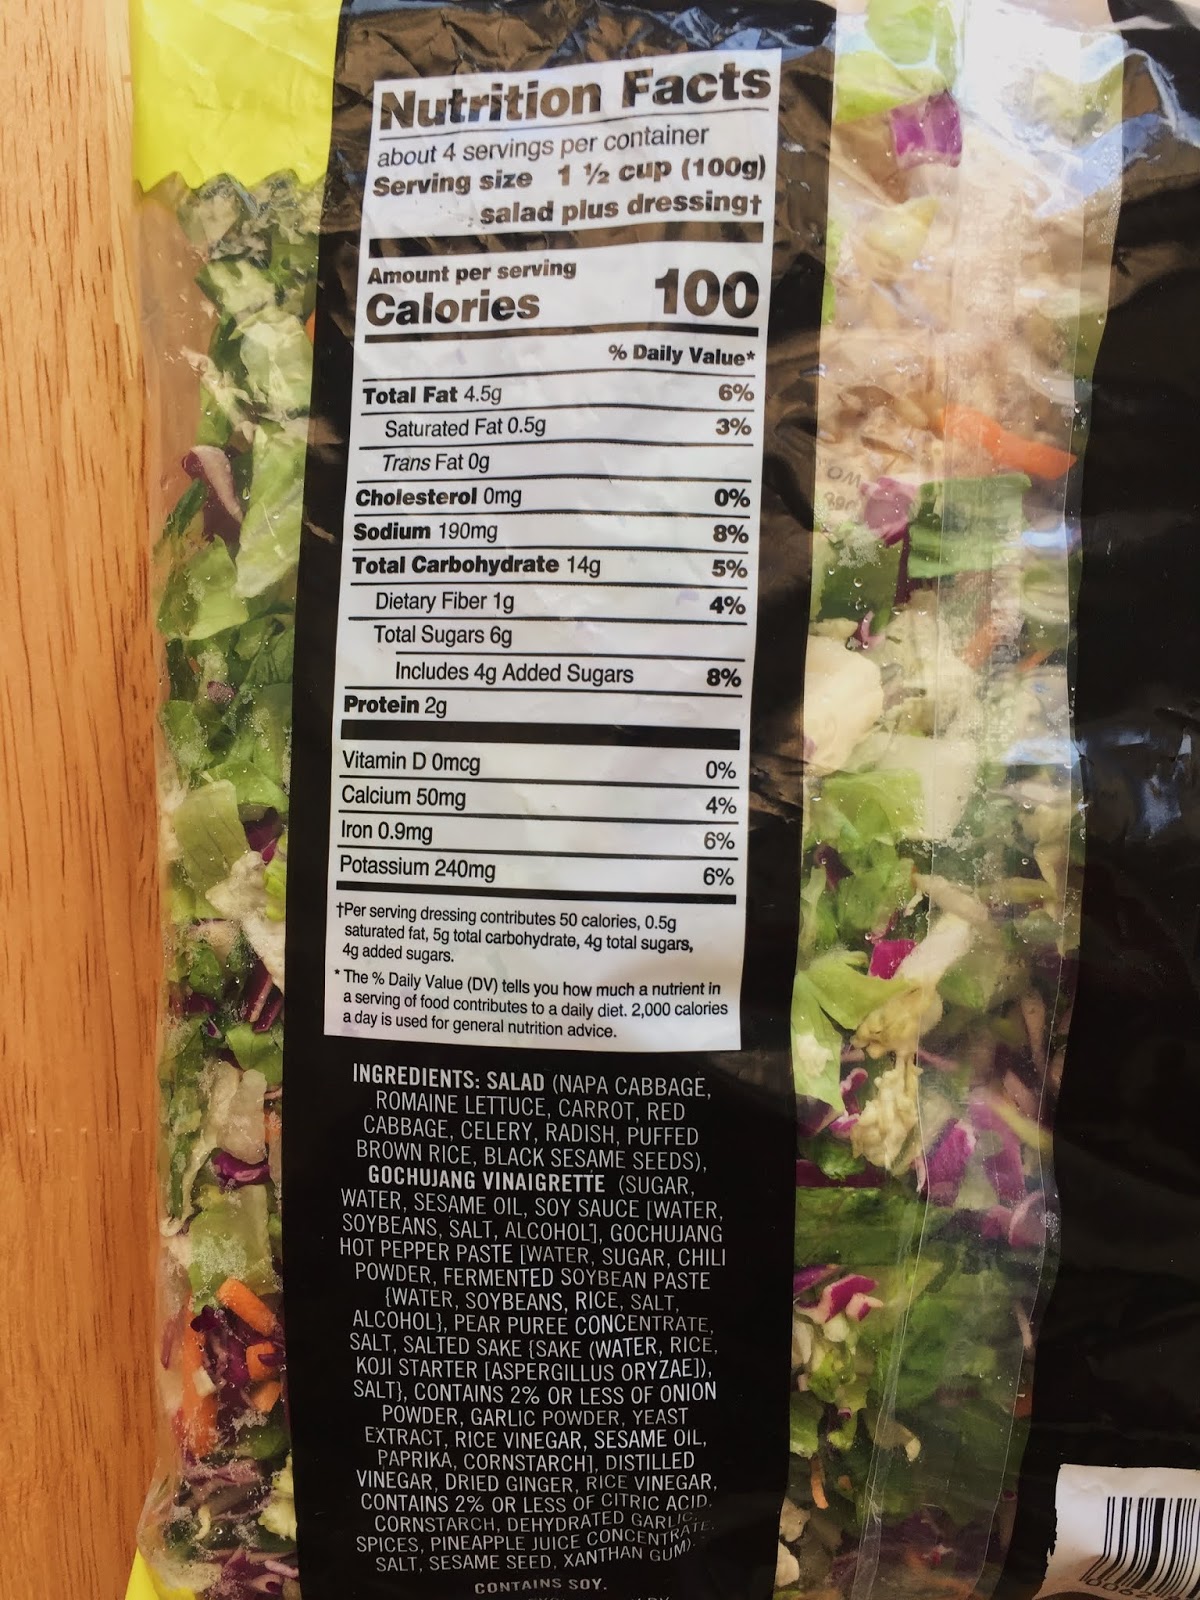 Nutrition Facts
about 4 servings per container
Serving size 1 ½ cup (100g)
salad plus dressing†
Amount per serving
Calories 100
% Daily Value*
Total Fat 4.5g 6%
Saturated Fat 0.5g 3%
Trans Fat 0g
Cholesterol 0mg 0%
Sodium 190mg 8%
Total Carbohydrate 14g 5%
Dietary Fiber 1g 4%
Total Sugars 6g
Includes 4g Added Sugars 8%
Protein 2g
Vitamin D 0mcg 0%
Calcium 50mg 4%
Iron 0.9mg 6%
Potassium 240mg 6%
†Per serving dressing contributes 50 calories, 0.5g
saturated fat, 5g total carbohydrate, 4g total sugars,
4g added sugars.
* The % Daily Value (DV) tells you how much a nutrient in
a serving of food contributes to a daily diet. 2,000 calories
a day is used for general nutrition advice.
INGREDIENTS: SALAD (NAPA CABBAGE,
ROMAINE LETTUCE, CARROT, RED
CABBAGE, CELERY, RADISH, PUFFED
BROWN RICE, BLACK SESAME SEEDS),
GOCHUJANG VINAIGRETTE (SUGAR,
WATER, SESAME OIL, SOY SAUCE [WATER,
SOYBEANS, SALT, ALCOHOL], GOCHUJANG
HOT PEPPER PASTE [WATER, SUGAR, CHILI
POWDER, FERMENTED SOYBEAN PASTE
{WATER, SOYBEANS, RICE, SALT,
ALCOHOL}, PEAR PUREE CONCENTRATE,
SALT, SALTED SAKE {SAKE (WATER, RICE,
KOJI STARTER [ASPERGILLUS ORYZAE]),
SALT}, CONTAINS 2% OR LESS OF ONION
POWDER, GARLIC POWDER, YEAST
EXTRACT, RICE VINEGAR, SESAME OIL,
PAPRIKA, CORNSTARCH], DISTILLED
VINEGAR, DRIED GINGER, RICE VINEGAR,
CONTAINS 2% OR LESS OF CITRIC ACID,
CORNSTARCH, DEHYDRATED GARLIC,
SPICES, PINEAPPLE JUICE CONCENTRATE,
SALT, SESAME SEED, XANTHAN GUM).
CONTAINS SOY.